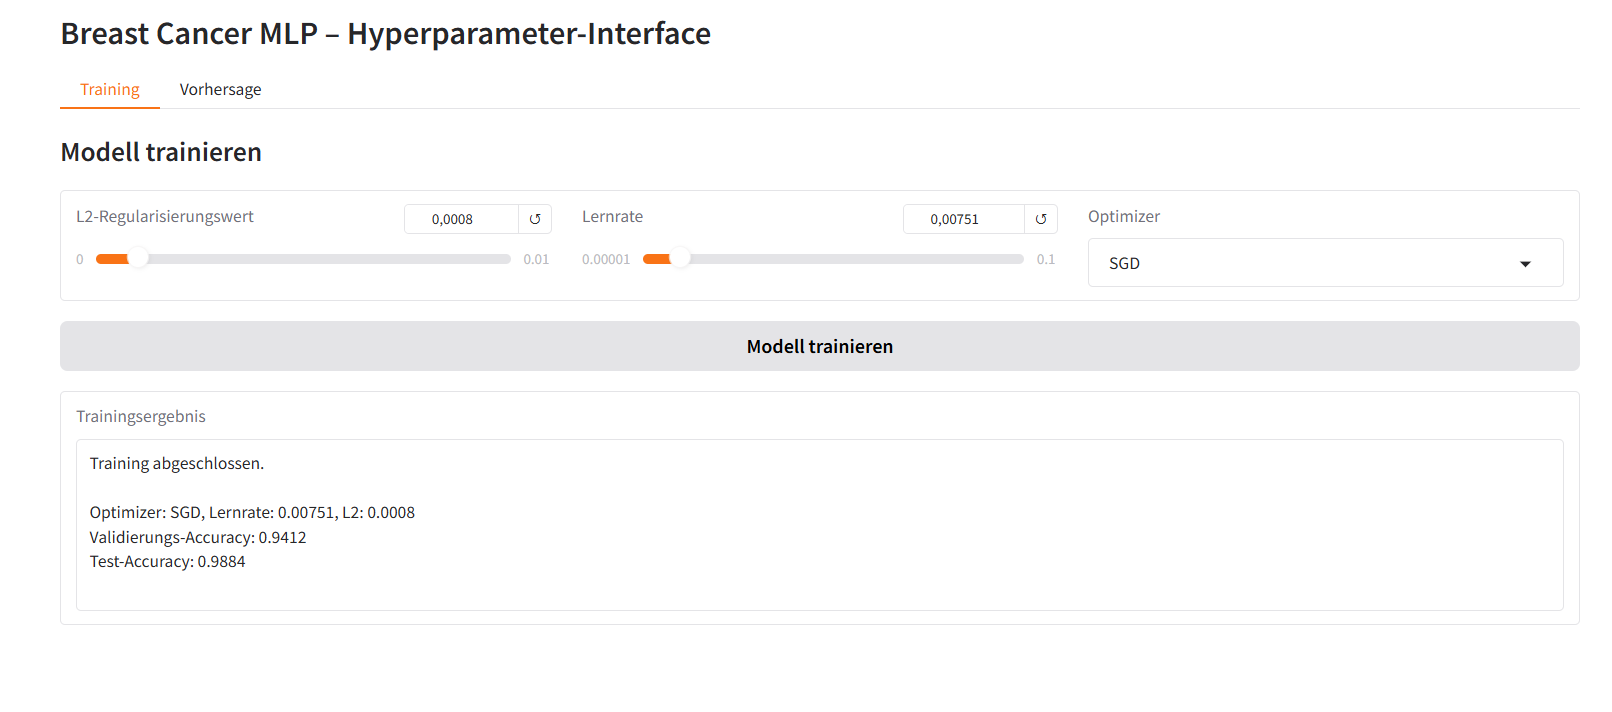 Breast Cancer MLP – Hyperparameter-Interface
Training Vorhersage
Modell trainieren
L2-Regularisierungswert 0,0008 ↺ Lernrate 0,00751 ↺ Optimizer
0 0.01 0.00001 0.1 SGD
Modell trainieren
Trainingsergebnis
Training abgeschlossen.
Optimizer: SGD, Lernrate: 0.00751, L2: 0.0008
Validierungs-Accuracy: 0.9412
Test-Accuracy: 0.9884